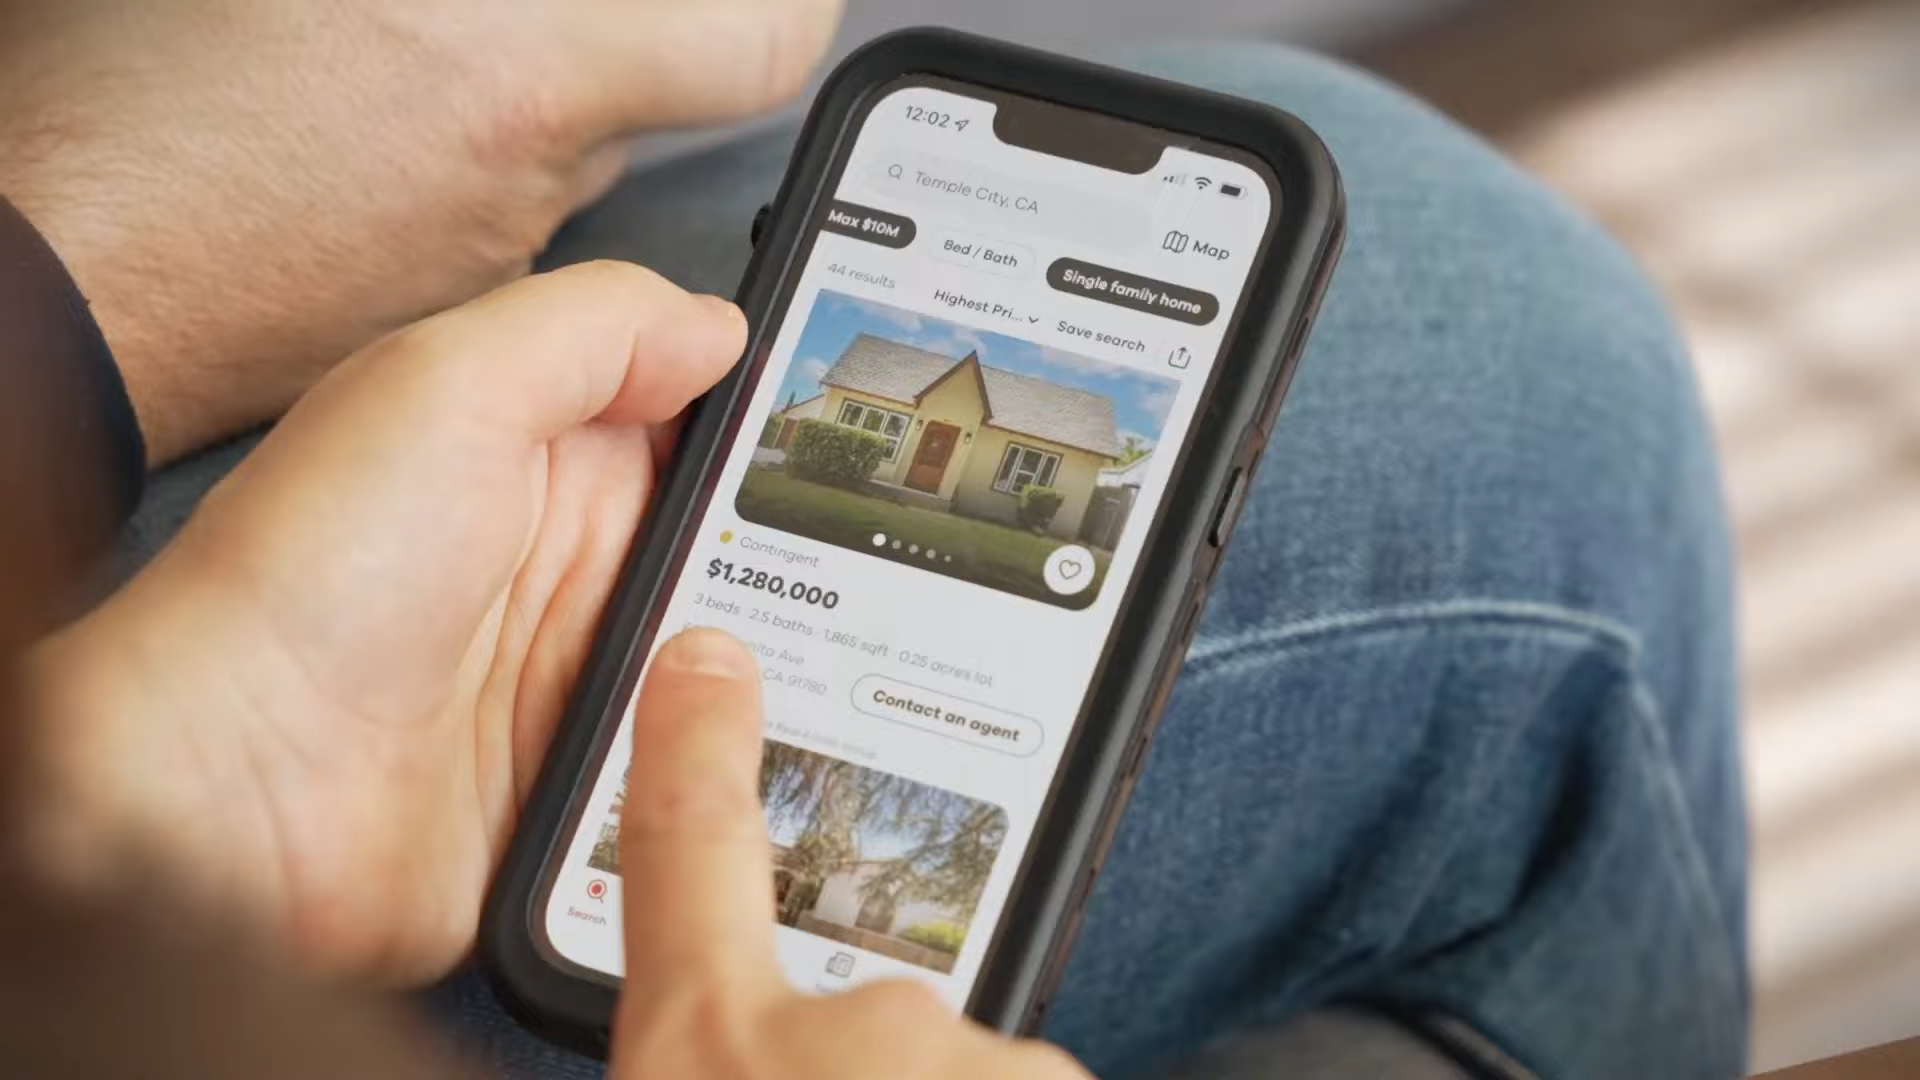 12:02
Temple City, CA
Map
Max $10M
Bed / Bath
Single family home
44 results
Highest Pri...
Save search
Contingent
$1,280,000
3 beds · 2.5 baths · 1,865 sqft · 0.25 acres lot
Ave
CA 91780
Contact an agent
Search